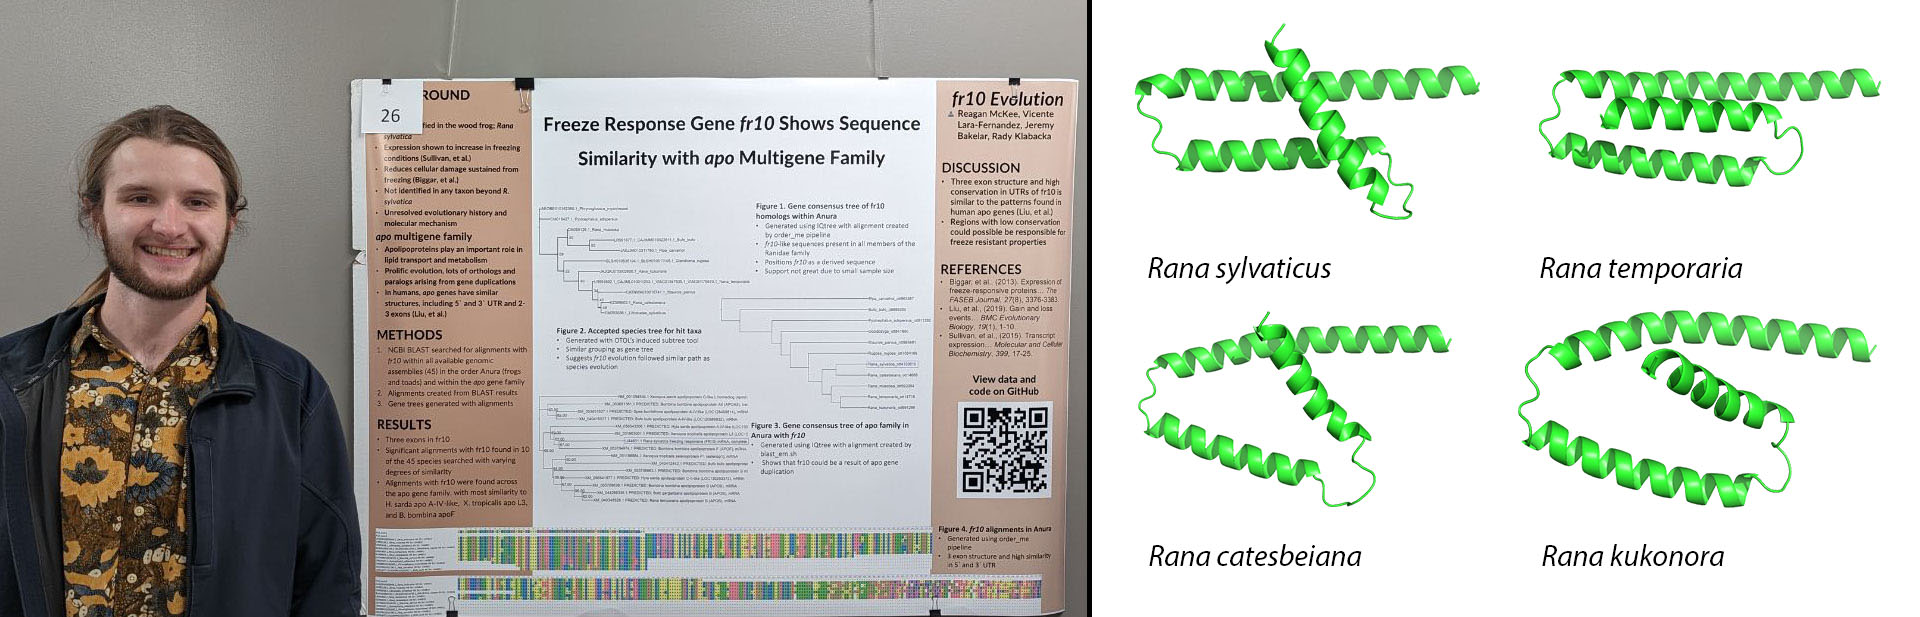 26
ROUND
fied in the wood frog; Rana
sylvatica
Expression shown to increase in freezing
conditions (Sullivan, et al.)
Reduces cellular damage sustained from
freezing (Biggar, et al.)
Not identified in any taxon beyond R.
sylvatica
Unresolved evolutionary history and
molecular mechanism
apo multigene family
Apolipoproteins play an important role in
lipid transport and metabolism
Prolific evolution, lots of orthologs and
paralogs arising from gene duplications
In humans, apo genes have similar
structures, including 5` and 3` UTR and 2-
3 exons (Liu, et al.)
METHODS
1. NCBI BLAST searched for alignments with
fr10 within all available genomic
assemblies (45) in the order Anura (frogs
and toads) and within the apo gene family
2. Alignments created from BLAST results
3. Gene trees generated with alignments
RESULTS
Three exons in fr10
Significant alignments with fr10 found in 10
of the 45 species searched with varying
degrees of similarity
Alignments with fr10 were found across
the apo gene family, with most similarity to
H. sarda apo A-IV-like, X. tropicalis apo L3,
and B. bombina apoF
Freeze Response Gene fr10 Shows Sequence
Similarity with apo Multigene Family
Figure 1. Gene consensus tree of fr10
homologs within Anura
Generated using IQtree with alignment created
by order_me pipeline
fr10-like sequences present in all members of the
Ranidae family
Positions fr10 as a derived sequence
Support not great due to small sample size
Figure 2. Accepted species tree for hit taxa
Generated with OTOL's induced subtree tool
Similar grouping as gene tree
Suggests fr10 evolution followed similar path as
species evolution
Figure 3. Gene consensus tree of apo family in
Anura with fr10
Generated using IQtree with alignment created by
blast_em.sh
Shows that fr10 could be a result of apo gene
duplication
fr10 Evolution
Reagan McKee, Vicente
Lara-Fernandez, Jeremy
Bakelar, Rady Klabacka
DISCUSSION
Three exon structure and high
conservation in UTRs of fr10 is
similar to the patterns found in
human apo genes (Liu, et al.)
Regions with low conservation
could possible be responsible for
freeze resistant properties
REFERENCES
Biggar, et al., (2013). Expression of
freeze-responsive proteins... The
FASEB Journal, 27(8), 3376-3383.
Liu, et al., (2019). Gain and loss
events... BMC Evolutionary
Biology, 19(1), 1-10.
Sullivan, et al., (2015). Transcript
expression... Molecular and Cellular
Biochemistry, 399, 17-25.
View data and
code on GitHub
Figure 4. fr10 alignments in Anura
Generated using order_me
pipeline
3 exon structure and high similarity
in 5` and 3` UTR
Rana sylvaticus
Rana temporaria
Rana catesbeiana
Rana kukonora